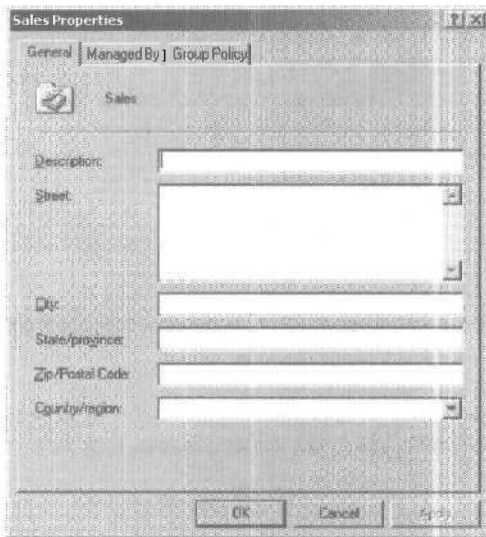 Sales Properties
General Managed By Group Policy
Sales
Description:
Street:
City:
State/province:
Zip/Postal Code:
Country/region:
OK Cancel Apply